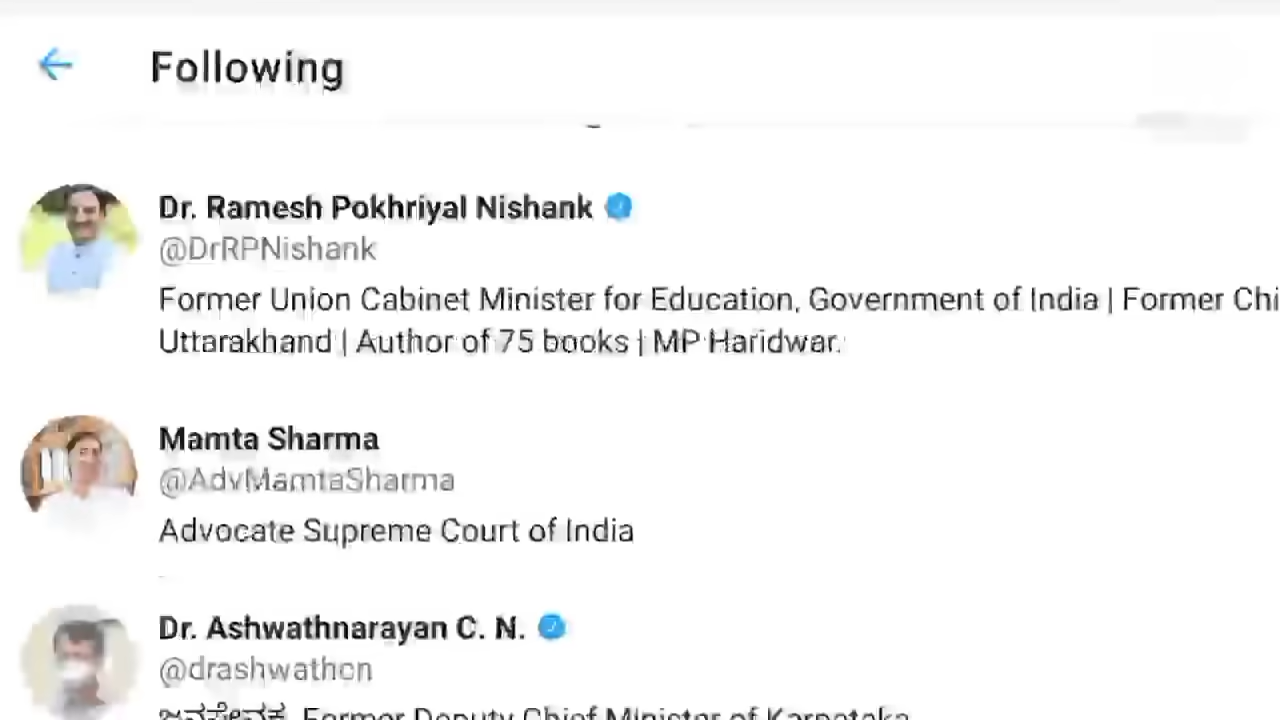 Following
Dr. Ramesh Pokhriyal Nishank
@DrRPNishank
Former Union Cabinet Minister for Education, Government of India | Former Chi
Uttarakhand | Author of 75 books | MP Haridwar.
Mamta Sharma
@AdvMamtaSharma
Advocate Supreme Court of India
Dr. Ashwathnarayan C. N.
@drashwathcn
ಜನಸೇವಕ, Former Deputy Chief Minister of Karnataka